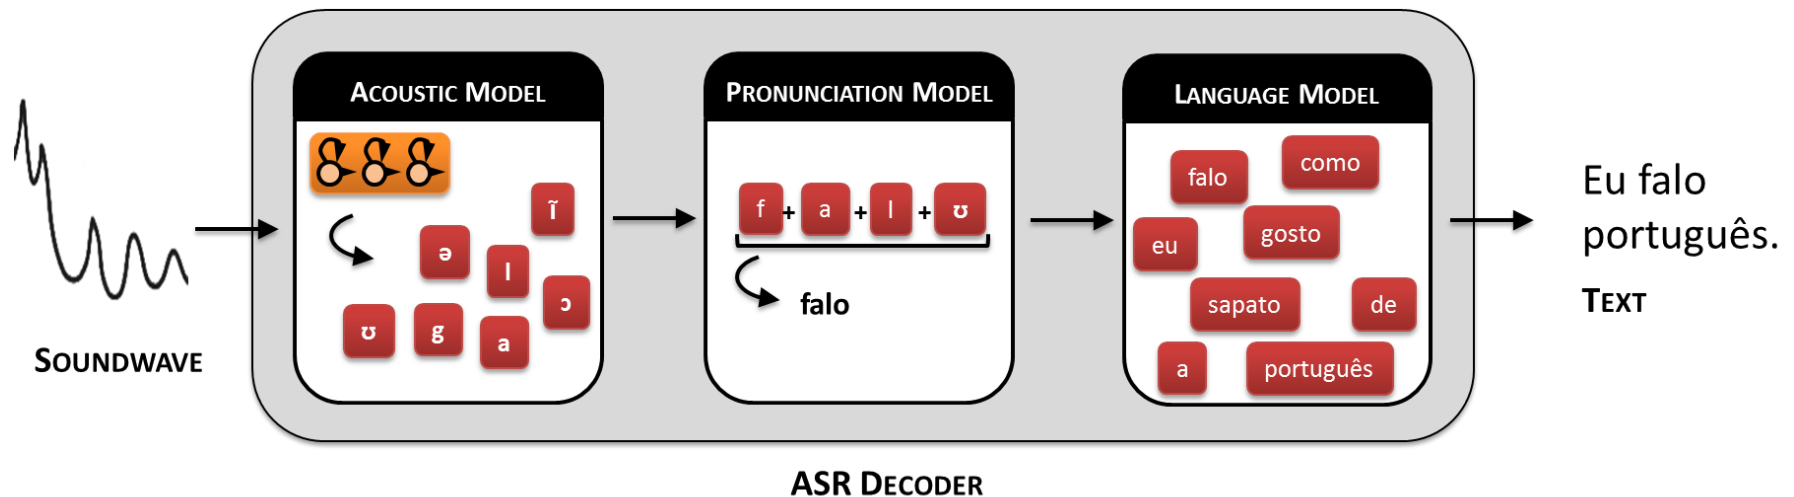 ACOUSTIC MODEL
ĩ
ə
l
ɔ
ʊ
g
a
PRONUNCIATION MODEL
f + a + l + ʊ
falo
LANGUAGE MODEL
falo
como
eu
gosto
sapato
de
a
português
SOUNDWAVE
Eu falo
português.
TEXT
ASR DECODER